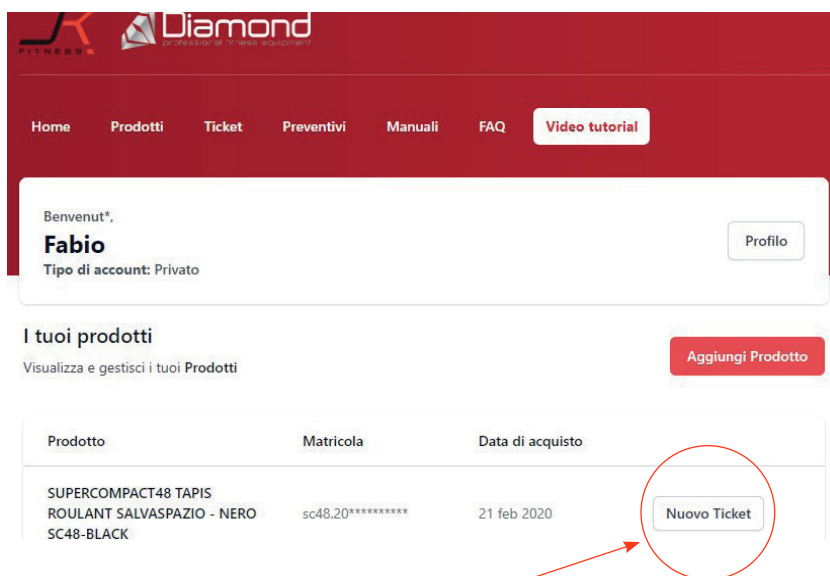 JK
FITNESS
Diamond
professional fitness equipment
Home Prodotti Ticket Preventivi Manuali FAQ Video tutorial
Benvenut*,
Fabio
Profilo
Tipo di account: Privato
I tuoi prodotti
Aggiungi Prodotto
Visualizza e gestisci i tuoi Prodotti
Prodotto Matricola Data di acquisto
SUPERCOMPACT48 TAPIS
ROULANT SALVASPAZIO - NERO sc48.20********** 21 feb 2020 Nuovo Ticket
SC48-BLACK